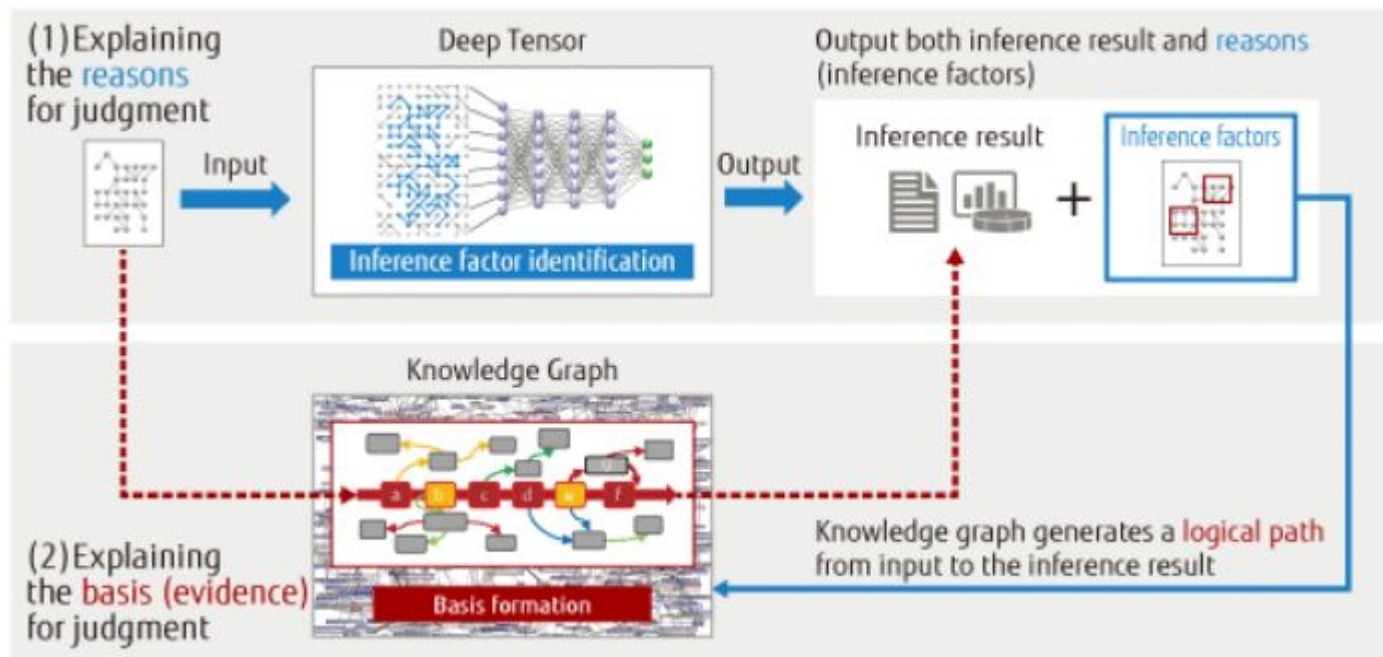 (1)Explaining
the reasons
for judgment
Input
Deep Tensor
Inference factor identification
Output
Output both inference result and reasons
(inference factors)
Inference result
+
Inference factors
Knowledge Graph
a b c d e f
g
Basis formation
(2)Explaining
the basis (evidence)
for judgment
Knowledge graph generates a logical path
from input to the inference result